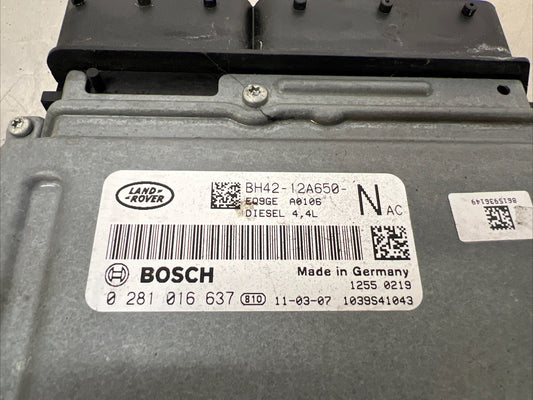 LAND-
ROVER
BH42-12A650-
EQ9GE A0106
DIESEL 4,4L
N AC
BOSCH
Made in Germany
1255 0219
0 281 016 637 810 11-03-07 1039S41043
8615936149